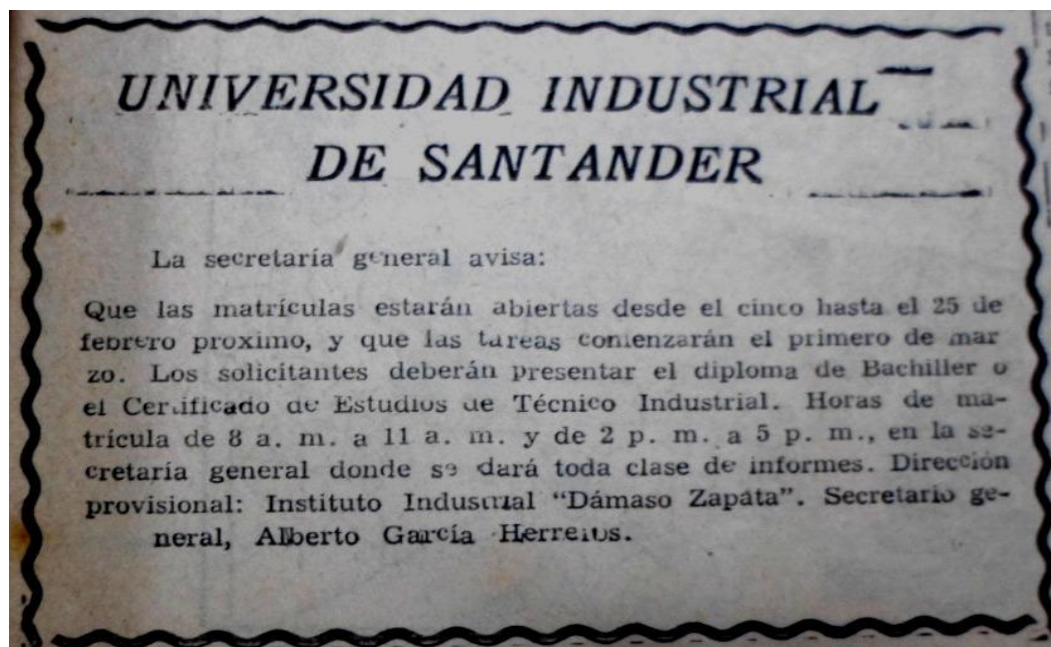 UNIVERSIDAD INDUSTRIAL
DE SANTANDER
La secretaría general avisa:
Que las matrículas estarán abiertas desde el cinco hasta el 25 de
febrero proximo, y que las tareas comenzarán el primero de mar
zo. Los solicitantes deberán presentar el diploma de Bachiller o
el Certificado de Estudios de Técnico Industrial. Horas de ma-
trícula de 8 a. m. a 11 a. m. y de 2 p. m. a 5 p. m., en la se-
cretaría general donde se dará toda clase de informes. Dirección
provisional: Instituto Industrial “Dámaso Zapata”. Secretario ge-
neral, Alberto García Herreros.